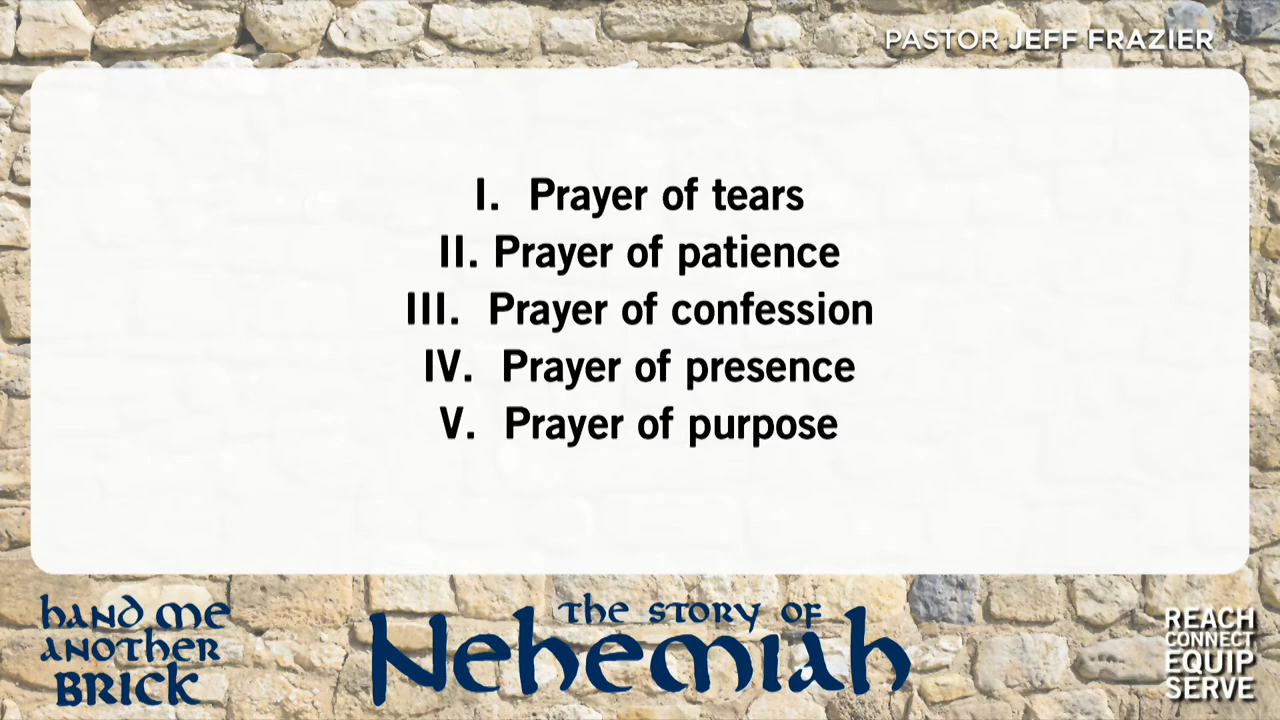 PASTOR JEFF FRAZIER
I. Prayer of tears
II. Prayer of patience
III. Prayer of confession
IV. Prayer of presence
V. Prayer of purpose
hAND ME
ANOTHER
BRICK
The STORY OF
Nehemiah
REACH
CONNECT
EQUIP
SERVE